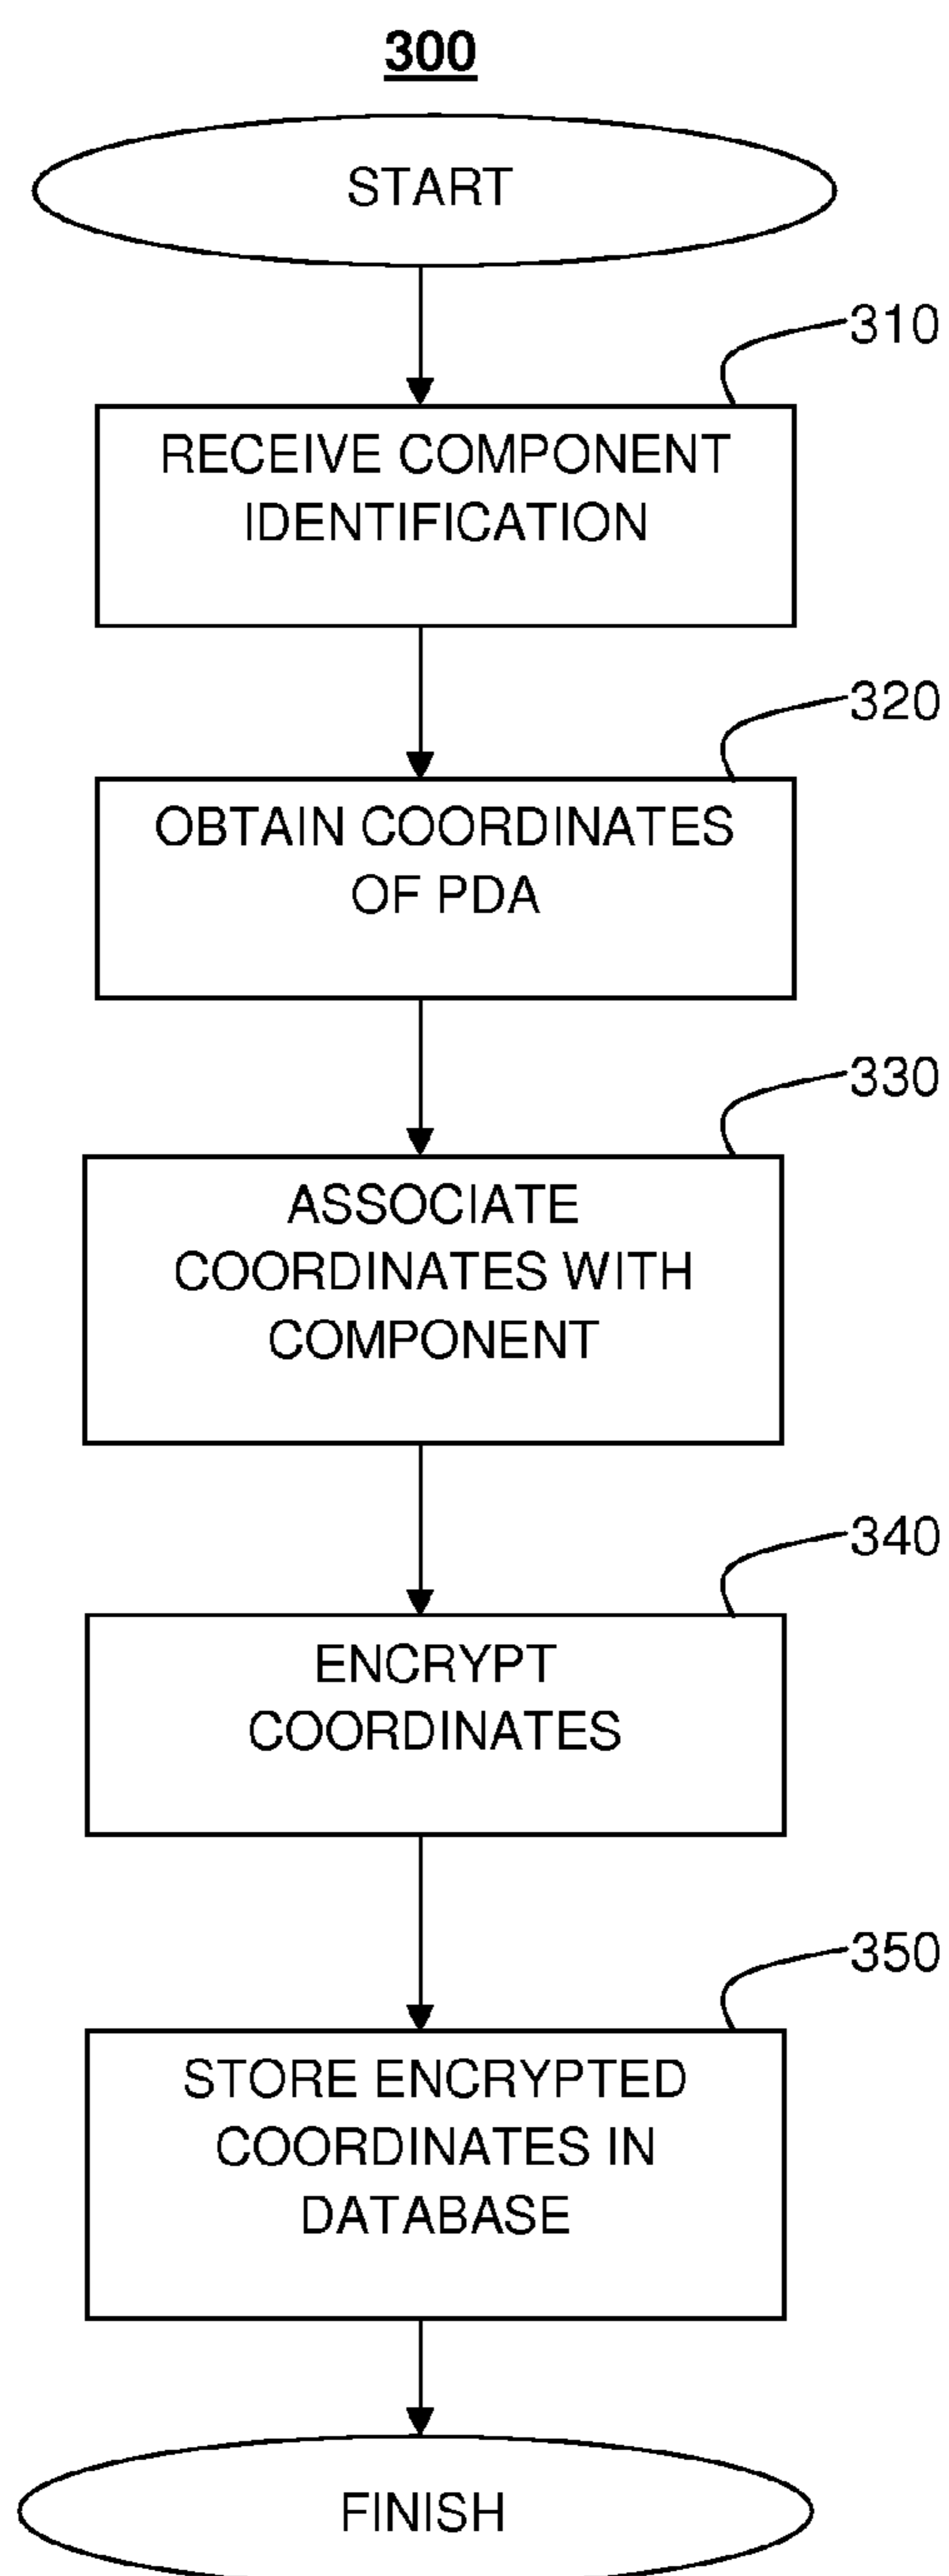 300
START
310
RECEIVE COMPONENT
IDENTIFICATION
320
OBTAIN COORDINATES
OF PDA
330
ASSOCIATE
COORDINATES WITH
COMPONENT
340
ENCRYPT
COORDINATES
350
STORE ENCRYPTED
COORDINATES IN
DATABASE
FINISH